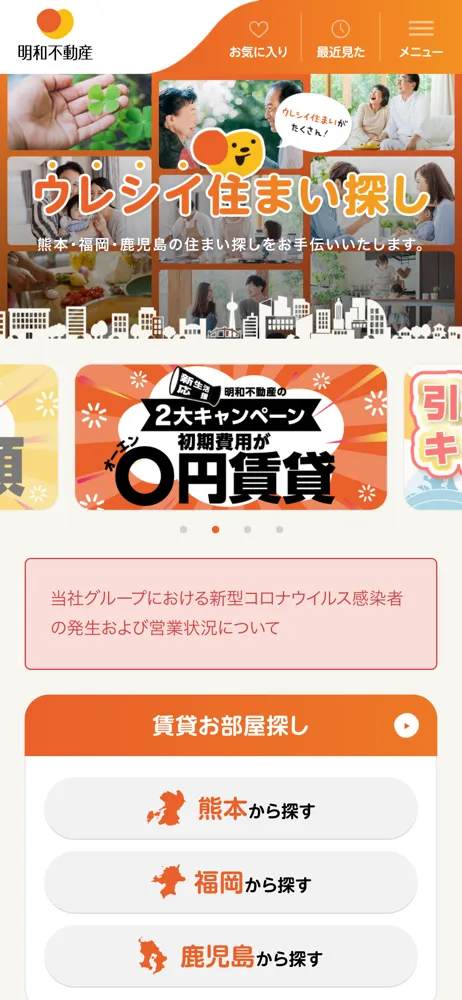 明和不動産
お気に入り
最近見た
メニュー
ウレシイ住まいが
たくさん!
ウレシイ住まい探し
熊本・福岡・鹿児島の住まい探しをお手伝いいたします。
新生活
応援
明和不動産の
2大キャンペーン
オーエン
初期費用が
〇円賃貸
引
キ
当社グループにおける新型コロナウイルス感染者
の発生および営業状況について
賃貸お部屋探し
熊本から探す
福岡から探す
鹿児島から探す